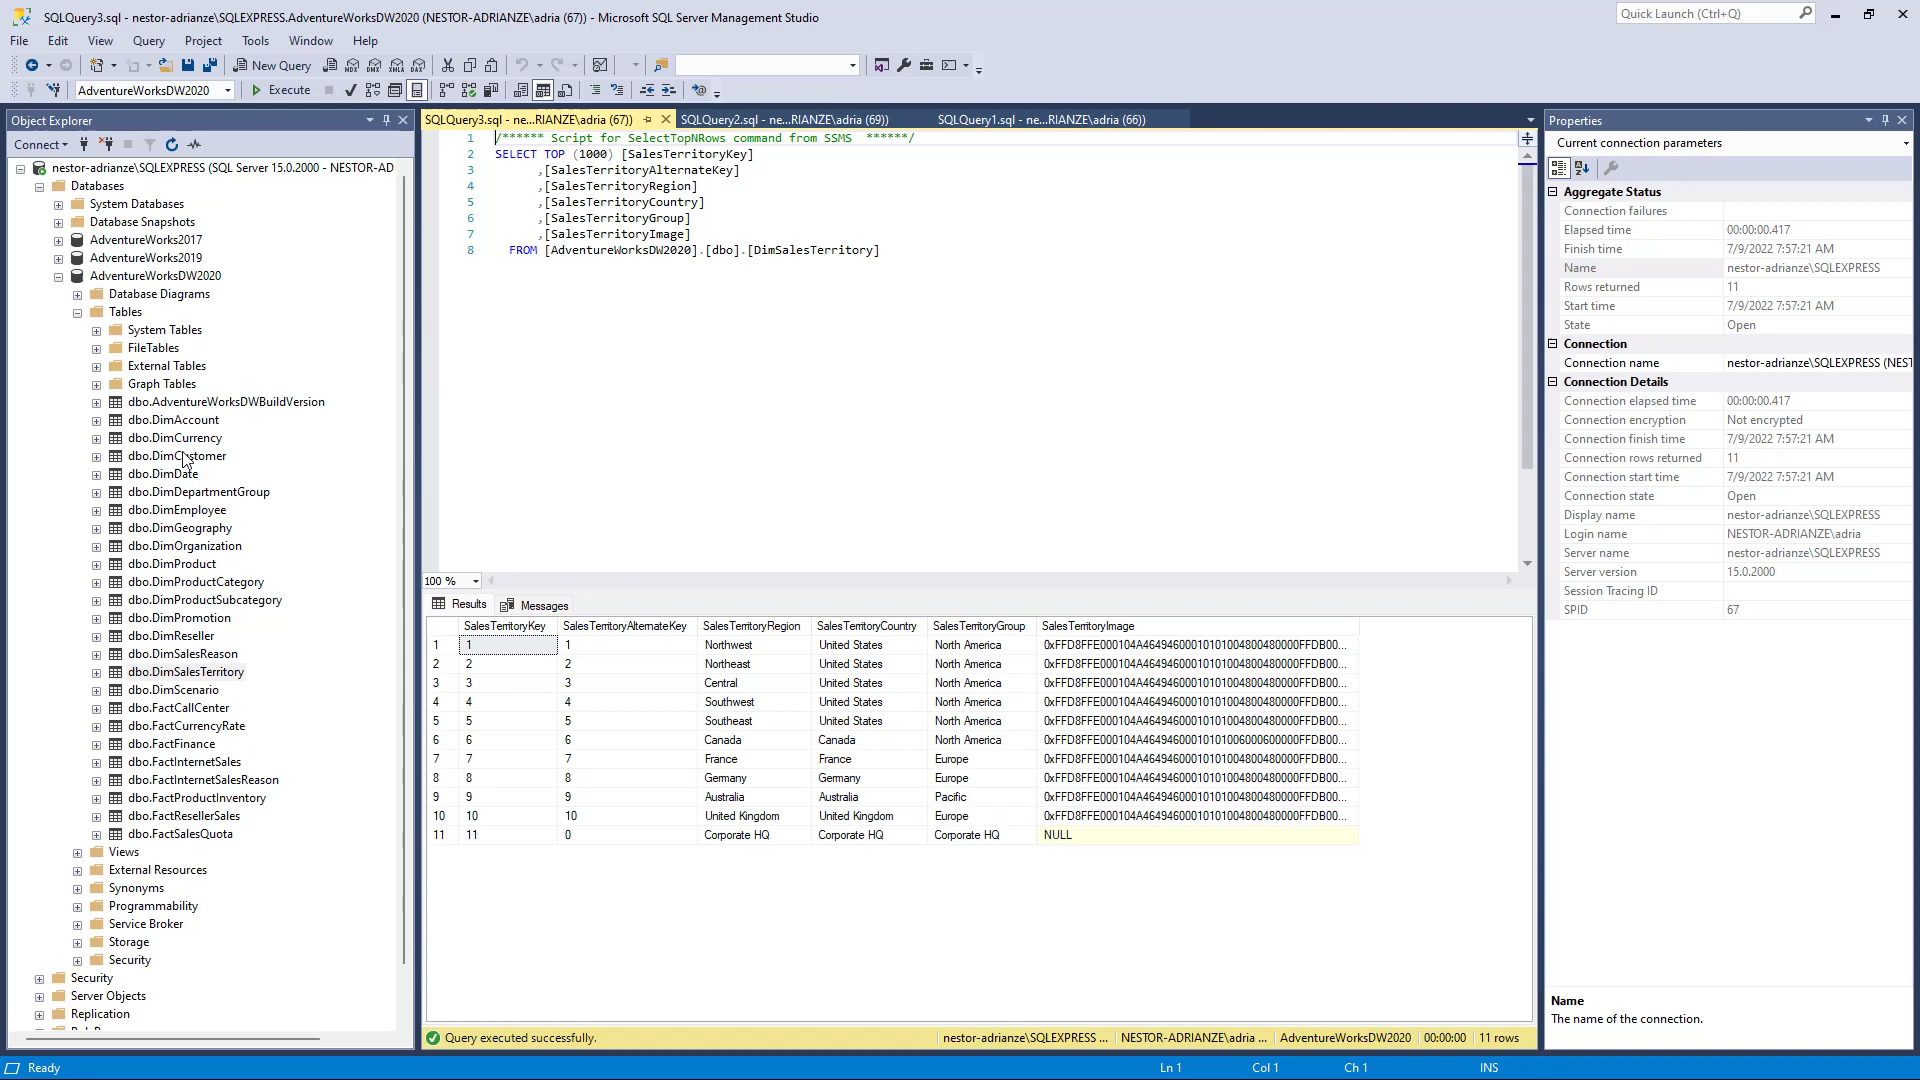 SQLQuery3.sql - nestor-adrianze\SQLEXPRESS.AdventureWorksDW2020 (NESTOR-ADRIANZE\adria (67)) - Microsoft SQL Server Management Studio
Quick Launch (Ctrl+Q)
File Edit View Query Project Tools Window Help
New Query
MDX DMX XMLA DAX
AdventureWorksDW2020 Execute
Object Explorer
Connect
nestor-adrianze\SQLEXPRESS (SQL Server 15.0.2000 - NESTOR-AD
Databases
System Databases
Database Snapshots
AdventureWorks2017
AdventureWorks2019
AdventureWorksDW2020
Database Diagrams
Tables
System Tables
FileTables
External Tables
Graph Tables
dbo.AdventureWorksDWBuildVersion
dbo.DimAccount
dbo.DimCurrency
dbo.DimCustomer
dbo.DimDate
dbo.DimDepartmentGroup
dbo.DimEmployee
dbo.DimGeography
dbo.DimOrganization
dbo.DimProduct
dbo.DimProductCategory
dbo.DimProductSubcategory
dbo.DimPromotion
dbo.DimReseller
dbo.DimSalesReason
dbo.DimSalesTerritory
dbo.DimScenario
dbo.FactCallCenter
dbo.FactCurrencyRate
dbo.FactFinance
dbo.FactInternetSales
dbo.FactInternetSalesReason
dbo.FactProductInventory
dbo.FactResellerSales
dbo.FactSalesQuota
Views
External Resources
Synonyms
Programmability
Service Broker
Storage
Security
Security
Server Objects
Replication
SQLQuery3.sql - ne...RIANZE\adria (67)) SQLQuery2.sql - ne...RIANZE\adria (69)) SQLQuery1.sql - ne...RIANZE\adria (66))
1 /****** Script for SelectTopNRows command from SSMS ******/
2 SELECT TOP (1000) [SalesTerritoryKey]
3 ,[SalesTerritoryAlternateKey]
4 ,[SalesTerritoryRegion]
5 ,[SalesTerritoryCountry]
6 ,[SalesTerritoryGroup]
7 ,[SalesTerritoryImage]
8 FROM [AdventureWorksDW2020].[dbo].[DimSalesTerritory]
100 %
Results Messages
SalesTerritoryKey SalesTerritoryAlternateKey SalesTerritoryRegion SalesTerritoryCountry SalesTerritoryGroup SalesTerritoryImage
1 1 1 Northwest United States North America 0xFFD8FFE000104A46494600010101004800480000FFDB00...
2 2 2 Northeast United States North America 0xFFD8FFE000104A46494600010101004800480000FFDB00...
3 3 3 Central United States North America 0xFFD8FFE000104A46494600010101004800480000FFDB00...
4 4 4 Southwest United States North America 0xFFD8FFE000104A46494600010101004800480000FFDB00...
5 5 5 Southeast United States North America 0xFFD8FFE000104A46494600010101004800480000FFDB00...
6 6 6 Canada Canada North America 0xFFD8FFE000104A46494600010101006000600000FFDB00...
7 7 7 France France Europe 0xFFD8FFE000104A46494600010101004800480000FFDB00...
8 8 8 Germany Germany Europe 0xFFD8FFE000104A46494600010101004800480000FFDB00...
9 9 9 Australia Australia Pacific 0xFFD8FFE000104A46494600010101004800480000FFDB00...
10 10 10 United Kingdom United Kingdom Europe 0xFFD8FFE000104A46494600010101004800480000FFDB00...
11 11 0 Corporate HQ Corporate HQ Corporate HQ NULL
Query executed successfully. nestor-adrianze\SQLEXPRESS ... NESTOR-ADRIANZE\adria ... AdventureWorksDW2020 00:00:00 11 rows
Properties
Current connection parameters
Aggregate Status
Connection failures
Elapsed time 00:00:00.417
Finish time 7/9/2022 7:57:21 AM
Name nestor-adrianze\SQLEXPRESS
Rows returned 11
Start time 7/9/2022 7:57:21 AM
State Open
Connection
Connection name nestor-adrianze\SQLEXPRESS (NEST
Connection Details
Connection elapsed time 00:00:00.417
Connection encryption Not encrypted
Connection finish time 7/9/2022 7:57:21 AM
Connection rows returned 11
Connection start time 7/9/2022 7:57:21 AM
Connection state Open
Display name nestor-adrianze\SQLEXPRESS
Login name NESTOR-ADRIANZE\adria
Server name nestor-adrianze\SQLEXPRESS
Server version 15.0.2000
Session Tracing ID
SPID 67
Name
The name of the connection.
Ready Ln 1 Col 1 Ch 1 INS